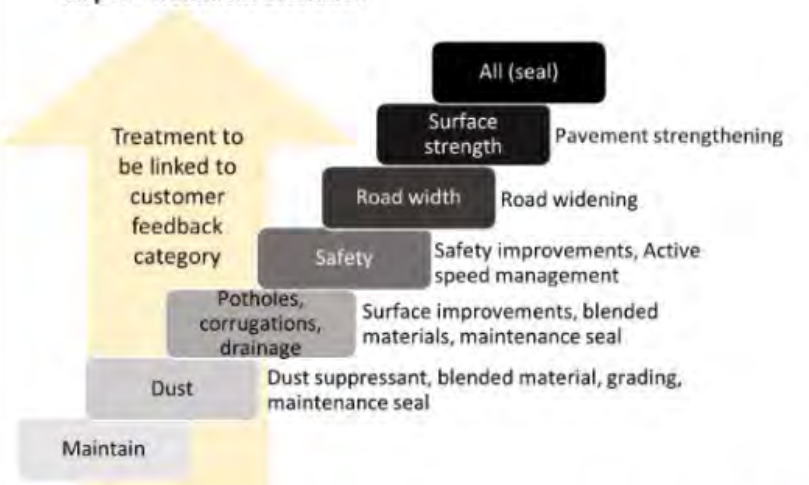 All (seal)
Surface
strength
Pavement strengthening
Treatment to
be linked to
customer
feedback
category
Road width
Road widening
Safety
Safety improvements, Active
speed management
Potholes,
corrugations,
drainage
Surface improvements, blended
materials, maintenance seal
Dust
Dust suppressant, blended material, grading,
maintenance seal
Maintain